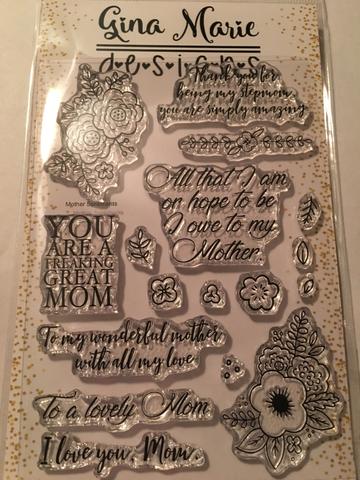 Gina Marie
designs
Thank you for
being my stepmom,
you are simply amazing
Mother Sentiments
All that I am
or hope to be
I owe to my
Mother.
YOU
ARE A
FREAKING
GREAT
MOM
To my wonderful mother
with all my love
To a lovely Mom
I love you, Mom.